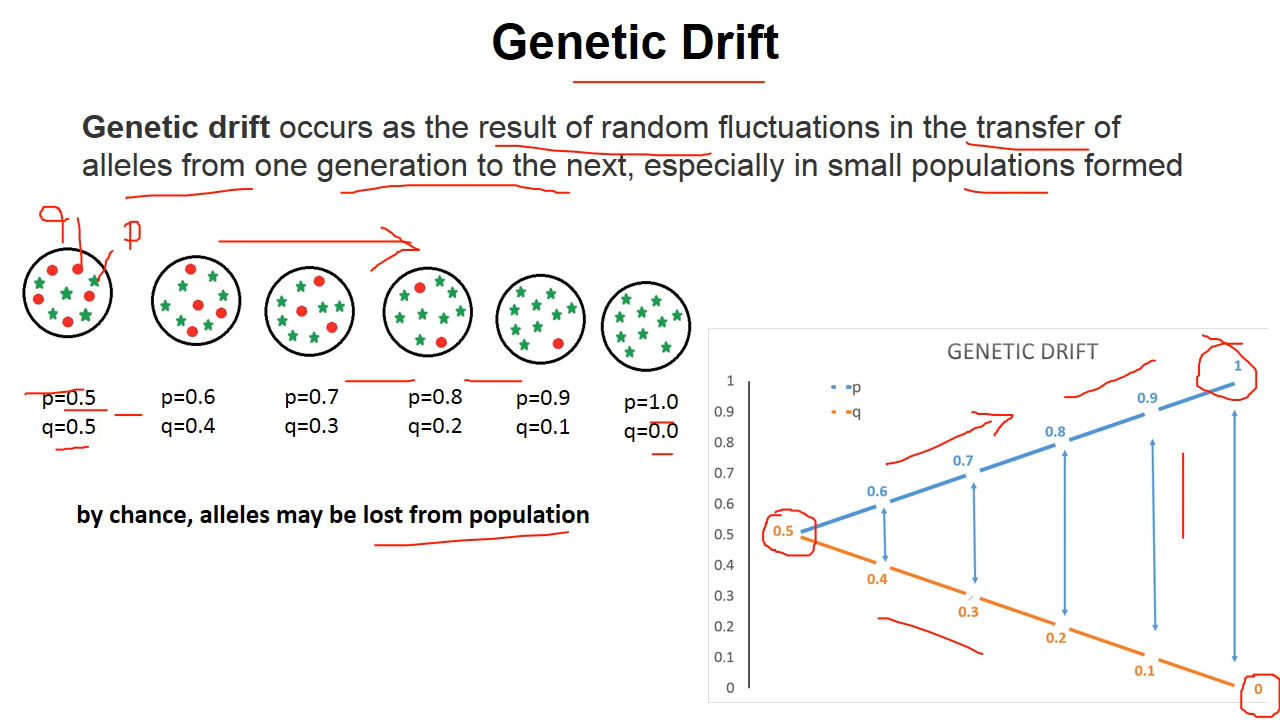 Genetic Drift
Genetic drift occurs as the result of random fluctuations in the transfer of
alleles from one generation to the next, especially in small populations formed
q
p
p=0.5
q=0.5
p=0.6
q=0.4
p=0.7
q=0.3
p=0.8
q=0.2
p=0.9
q=0.1
p=1.0
q=0.0
by chance, alleles may be lost from population
GENETIC DRIFT
p
q
1
0.9
0.8
0.7
0.6
0.5
0.4
0.3
0.2
0.1
0
0.5
0.6
0.7
0.8
0.9
1
0.4
0.3
0.2
0.1
0